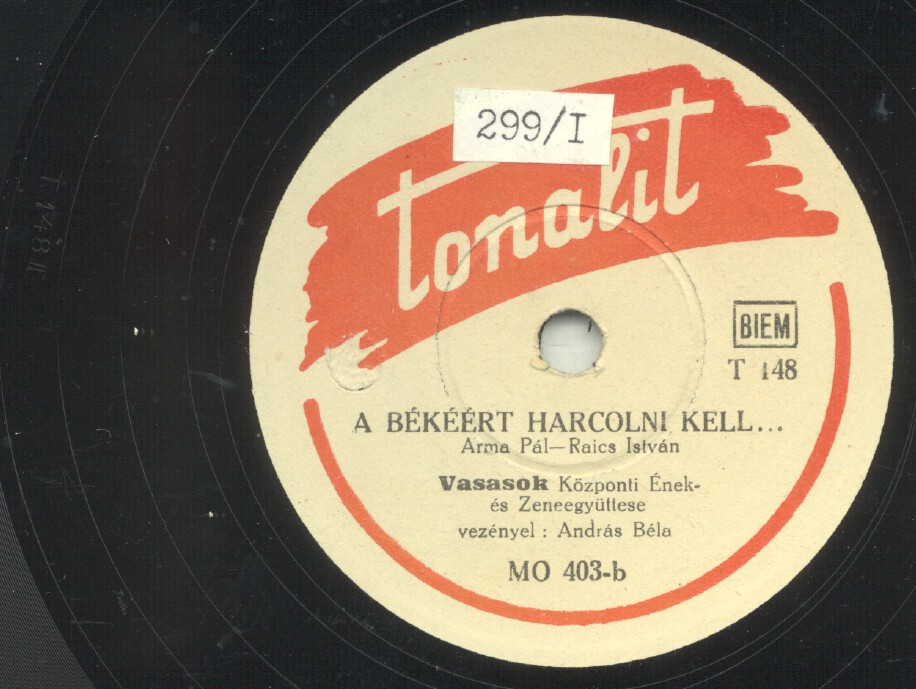 299/I
Tonalit
BIEM
T 148
A BÉKÉÉRT HARCOLNI KELL...
Arma Pál—Raics István
Vasasok Központi Ének-
és Zeneegyüttese
vezényel : András Béla
MO 403-b